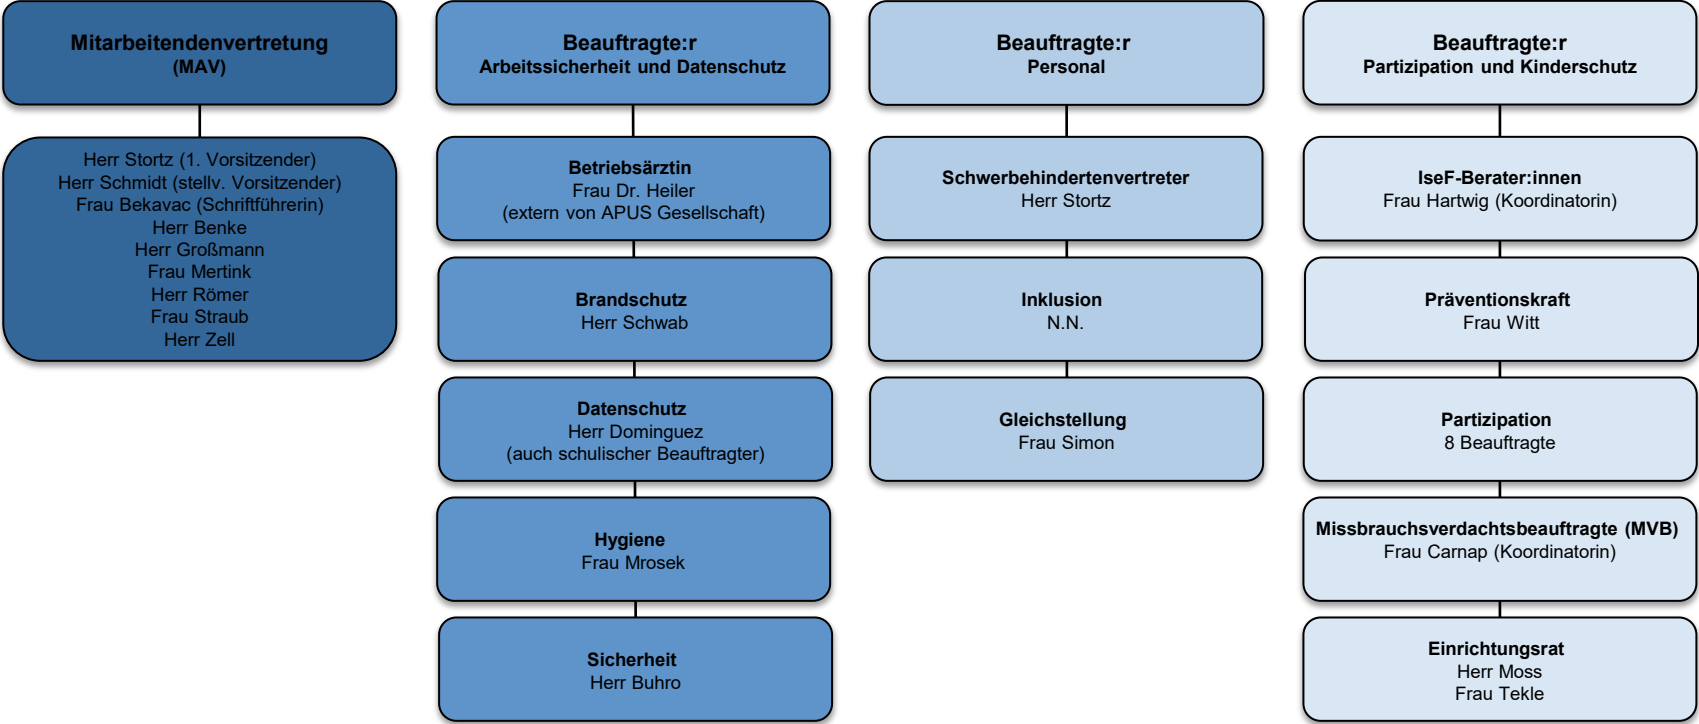 Mitarbeitendenvertretung
(MAV)
Herr Stortz (1. Vorsitzender)
Herr Schmidt (stellv. Vorsitzender)
Frau Bekavac (Schriftführerin)
Herr Benke
Herr Großmann
Frau Mertink
Herr Römer
Frau Straub
Herr Zell
Beauftragte:r
Arbeitssicherheit und Datenschutz
Betriebsärztin
Frau Dr. Heiler
(extern von APUS Gesellschaft)
Brandschutz
Herr Schwab
Datenschutz
Herr Dominguez
(auch schulischer Beauftragter)
Hygiene
Frau Mrosek
Sicherheit
Herr Buhro
Beauftragte:r
Personal
Schwerbehindertenvertreter
Herr Stortz
Inklusion
N.N.
Gleichstellung
Frau Simon
Beauftragte:r
Partizipation und Kinderschutz
IseF-Berater:innen
Frau Hartwig (Koordinatorin)
Präventionskraft
Frau Witt
Partizipation
8 Beauftragte
Missbrauchsverdachtsbeauftragte (MVB)
Frau Carnap (Koordinatorin)
Einrichtungsrat
Herr Moss
Frau Tekle